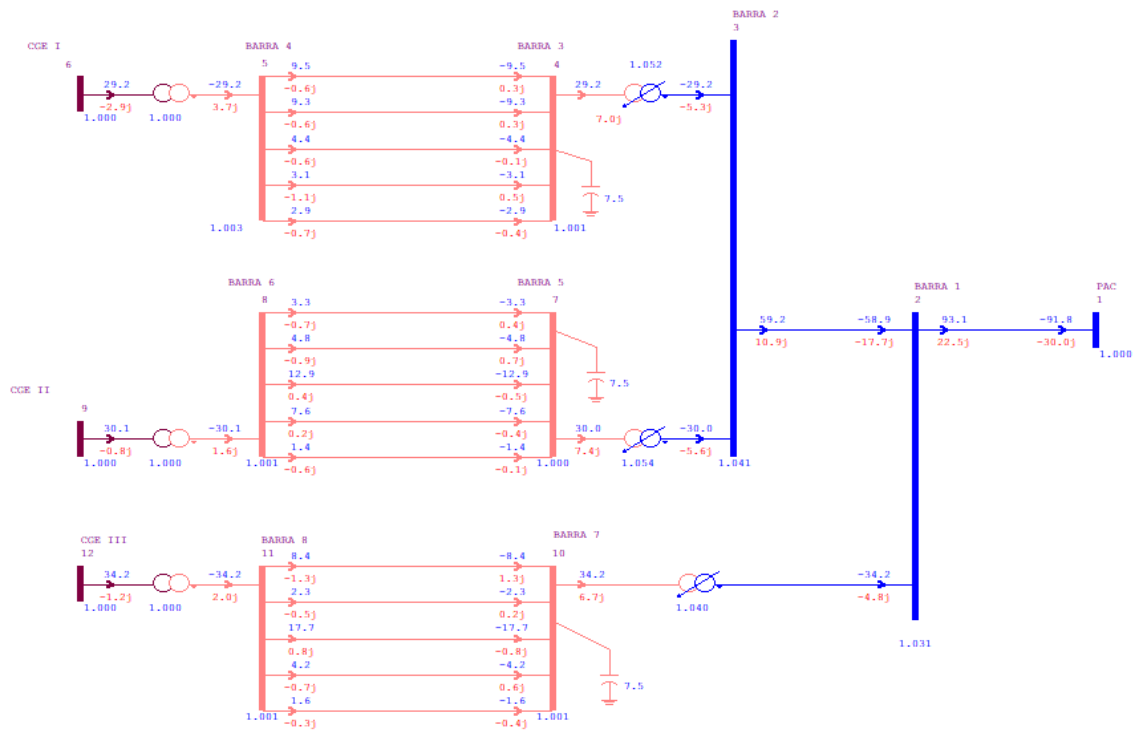 BARRA 2
3
CGE I
6
BARRA 4
5
BARRA 3
4
1.052
29.2
-2.9j
1.000
1.000
-29.2
3.7j
9.5
-0.6j
-9.5
0.3j
9.3
-0.6j
-9.3
0.3j
4.4
-0.6j
-4.4
-0.1j
3.1
-1.1j
-3.1
0.5j
2.9
-0.7j
-2.9
-0.4j
1.003
1.001
7.5
29.2
7.0j
-29.2
-5.3j
BARRA 6
8
BARRA 5
7
BARRA 1
2
PAC
1
3.3
-0.7j
-3.3
0.4j
4.8
-0.9j
-4.8
0.7j
12.9
0.4j
-12.9
-0.5j
7.6
0.2j
-7.6
-0.4j
1.4
-0.6j
-1.4
-0.1j
7.5
59.2
10.9j
-58.9
-17.7j
93.1
22.5j
-91.8
-30.0j
1.000
CGE II
9
30.1
-0.8j
1.000
1.000
-30.1
1.6j
1.001
1.000
30.0
7.4j
1.054
-30.0
-5.6j
1.041
CGE III
12
BARRA 8
11
BARRA 7
10
34.2
-1.2j
1.000
1.000
-34.2
2.0j
8.4
-1.3j
-8.4
1.3j
2.3
-0.5j
-2.3
0.2j
17.7
0.8j
-17.7
-0.8j
4.2
-0.7j
-4.2
0.6j
1.6
-0.3j
-1.6
-0.4j
1.001
1.001
7.5
34.2
6.7j
1.040
-34.2
-4.8j
1.031